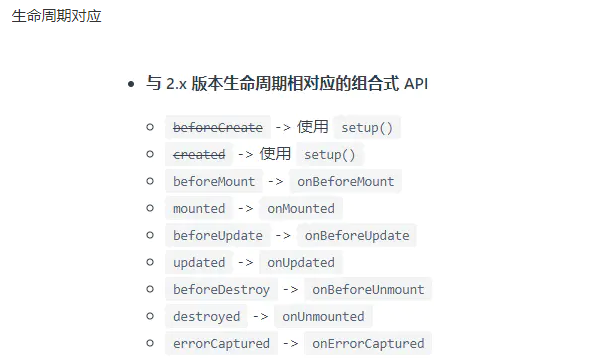 生命周期对应
与 2.x 版本生命周期相对应的组合式 API
beforeCreate -> 使用 setup()
created -> 使用 setup()
beforeMount -> onBeforeMount
mounted -> onMounted
beforeUpdate -> onBeforeUpdate
updated -> onUpdated
beforeDestroy -> onBeforeUnmount
destroyed -> onUnmounted
errorCaptured -> onErrorCaptured